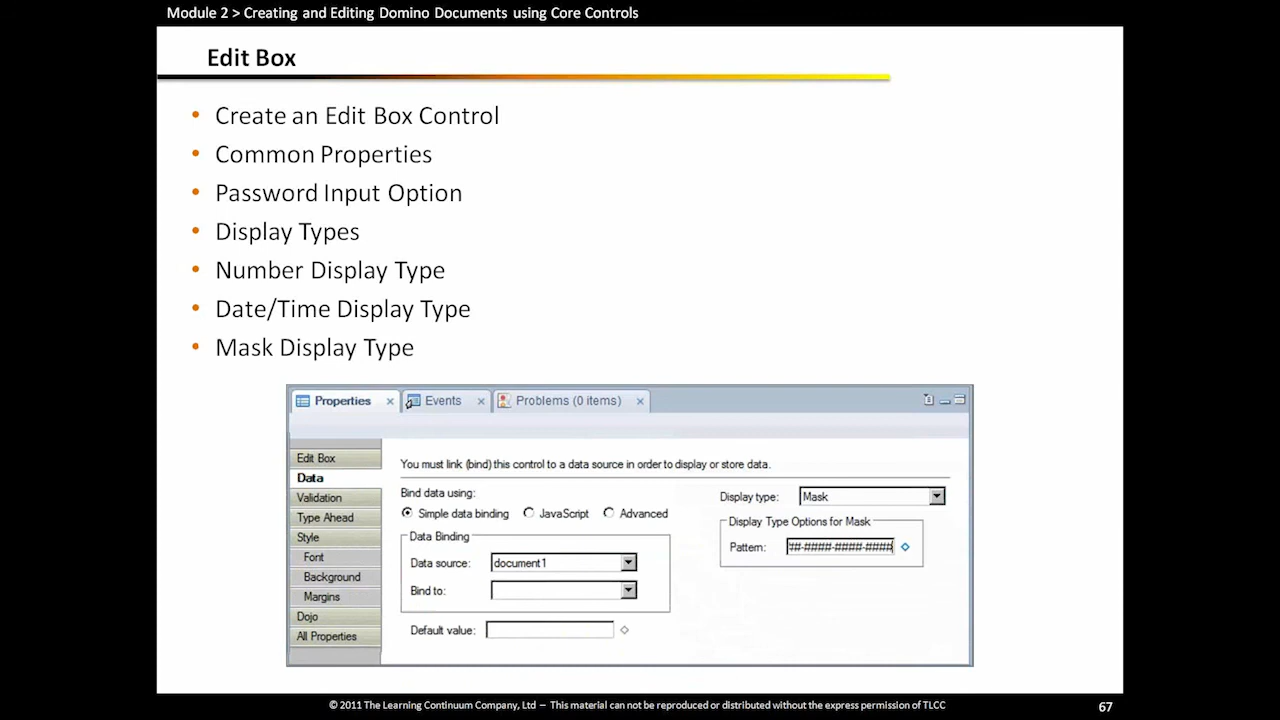 Module 2 > Creating and Editing Domino Documents using Core Controls
Edit Box
• Create an Edit Box Control
• Common Properties
• Password Input Option
• Display Types
• Number Display Type
• Date/Time Display Type
• Mask Display Type
Properties
Events
Problems (0 items)
Edit Box
Data
Validation
Type Ahead
Style
Font
Background
Margins
Dojo
All Properties
You must link (bind) this control to a data source in order to display or store data.
Bind data using:
Simple data binding JavaScript Advanced
Data Binding
Data source: document1
Bind to:
Default value:
Display type: Mask
Display Type Options for Mask
Pattern: ##-####-####-####
© 2011 The Learning Continuum Company, Ltd – This material can not be reproduced or distributed without the express permission of TLCC
67